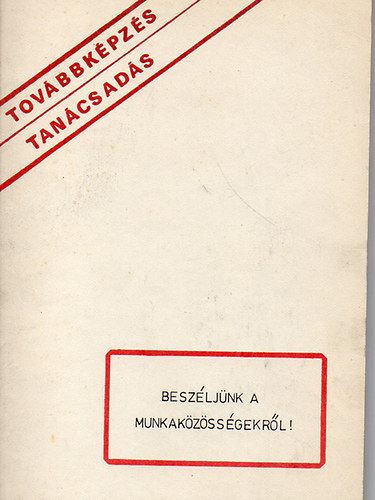 TOVÁBBKÉPZÉS
TANÁCSADÁS
BESZÉLJÜNK A
MUNKAKÖZÖSSÉGEKRŐL!